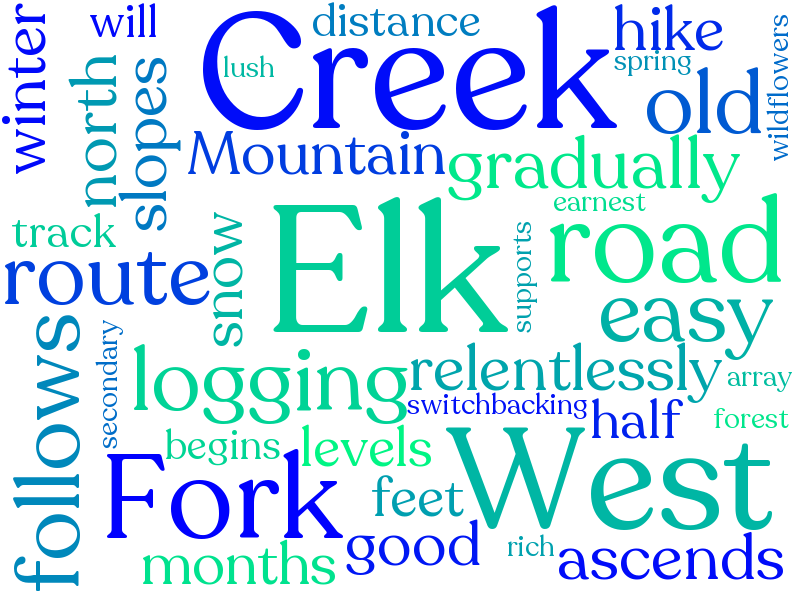 will
distance
Creek
hike
winter
north
slopes
lush
spring
old
wildflowers
Mountain
gradually
earnest
track
snow
Elk
supports
road
route
easy
follows
secondary
logging
relentlessly
array
switchbacking
half
forest
begins
levels
West
Fork
feet
good
rich
months
ascends